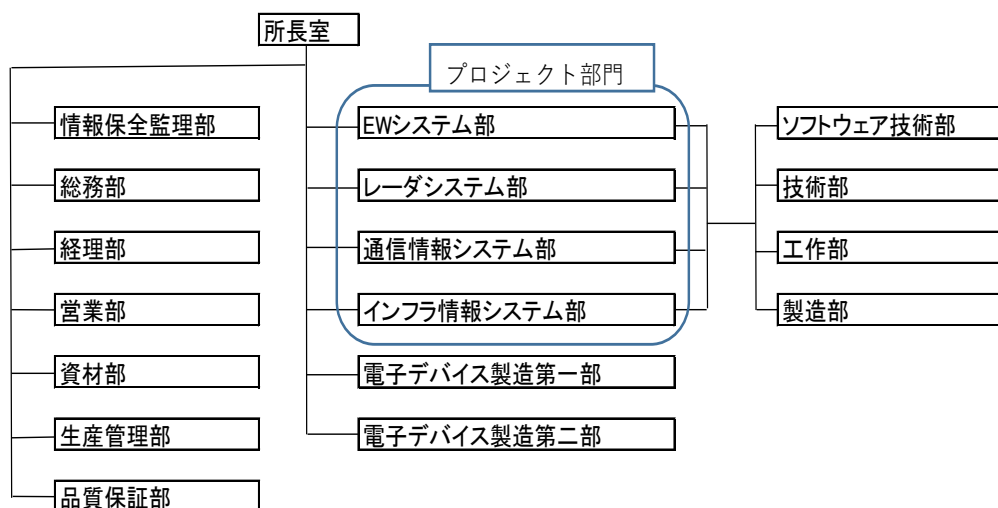 所長室
プロジェクト部門
情報保全監理部
総務部
経理部
営業部
資材部
生産管理部
品質保証部
EWシステム部
レーダシステム部
通信情報システム部
インフラ情報システム部
電子デバイス製造第一部
電子デバイス製造第二部
ソフトウェア技術部
技術部
工作部
製造部